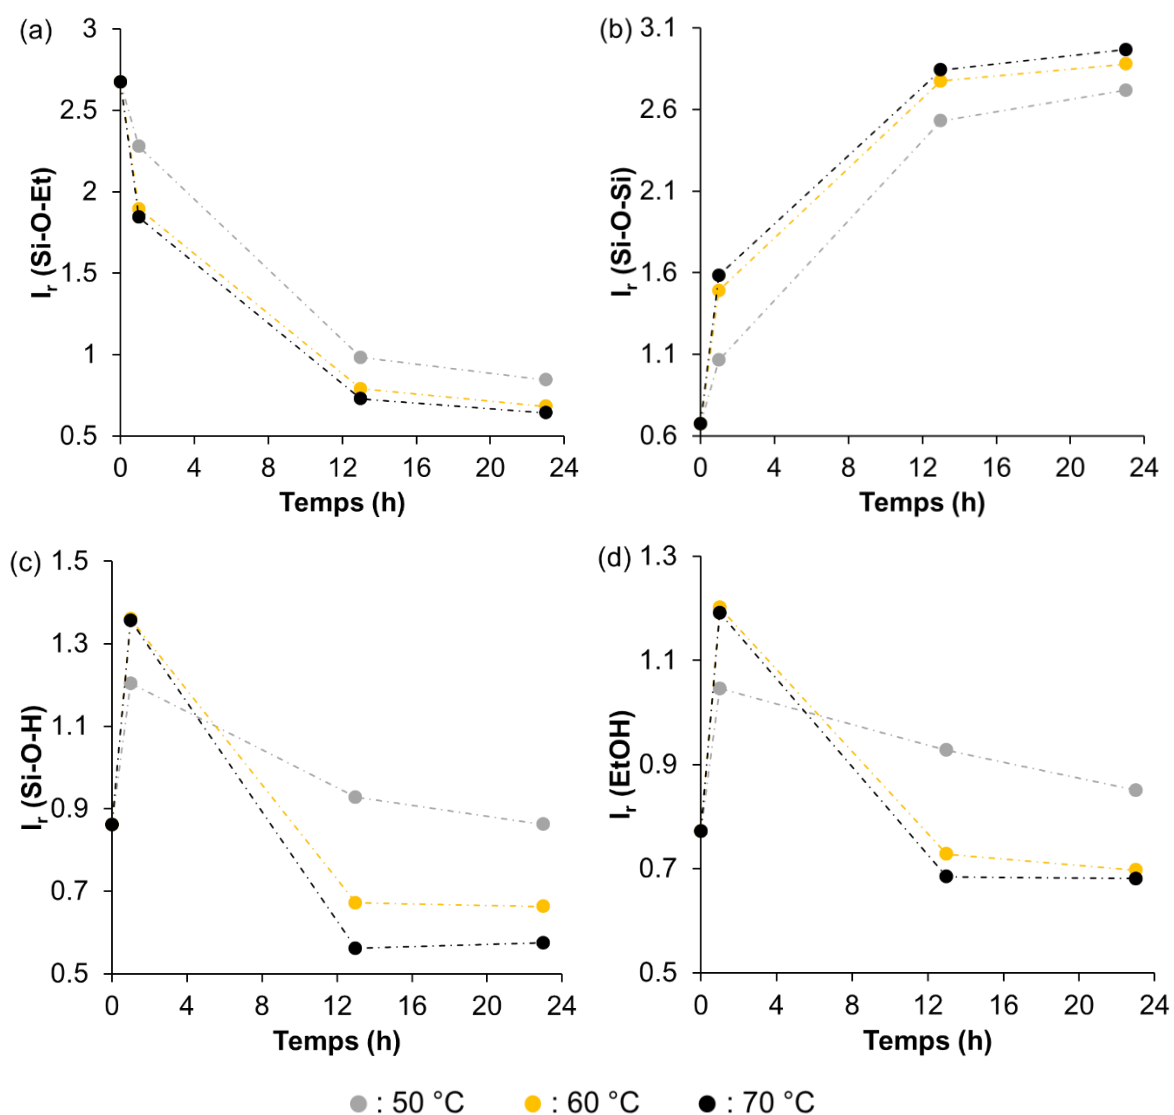 (a)
3
2.5
2
1.5
1
0.5
I_r (Si-O-Et)
0 4 8 12 16 20 24
Temps (h)
(b)
3.1
2.6
2.1
1.6
1.1
0.6
I_r (Si-O-Si)
0 4 8 12 16 20 24
Temps (h)
(c)
1.5
1.3
1.1
0.9
0.7
0.5
I_r (Si-O-H)
0 4 8 12 16 20 24
Temps (h)
(d)
1.3
1.1
0.9
0.7
0.5
I_r (EtOH)
0 4 8 12 16 20 24
Temps (h)
: 50 °C : 60 °C : 70 °C